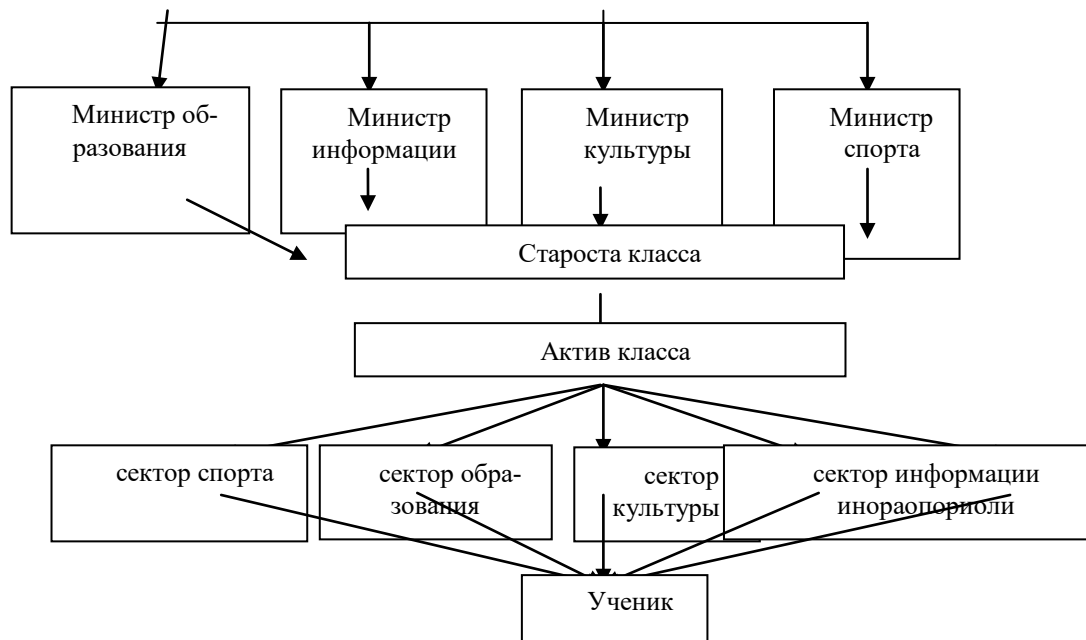 Министр об-
разования
Министр
информации
Министр
культуры
Министр
спорта
Староста класса
Актив класса
сектор спорта
сектор обра-
зования
сектор
культуры
сектор информации
инораопориоли
Ученик